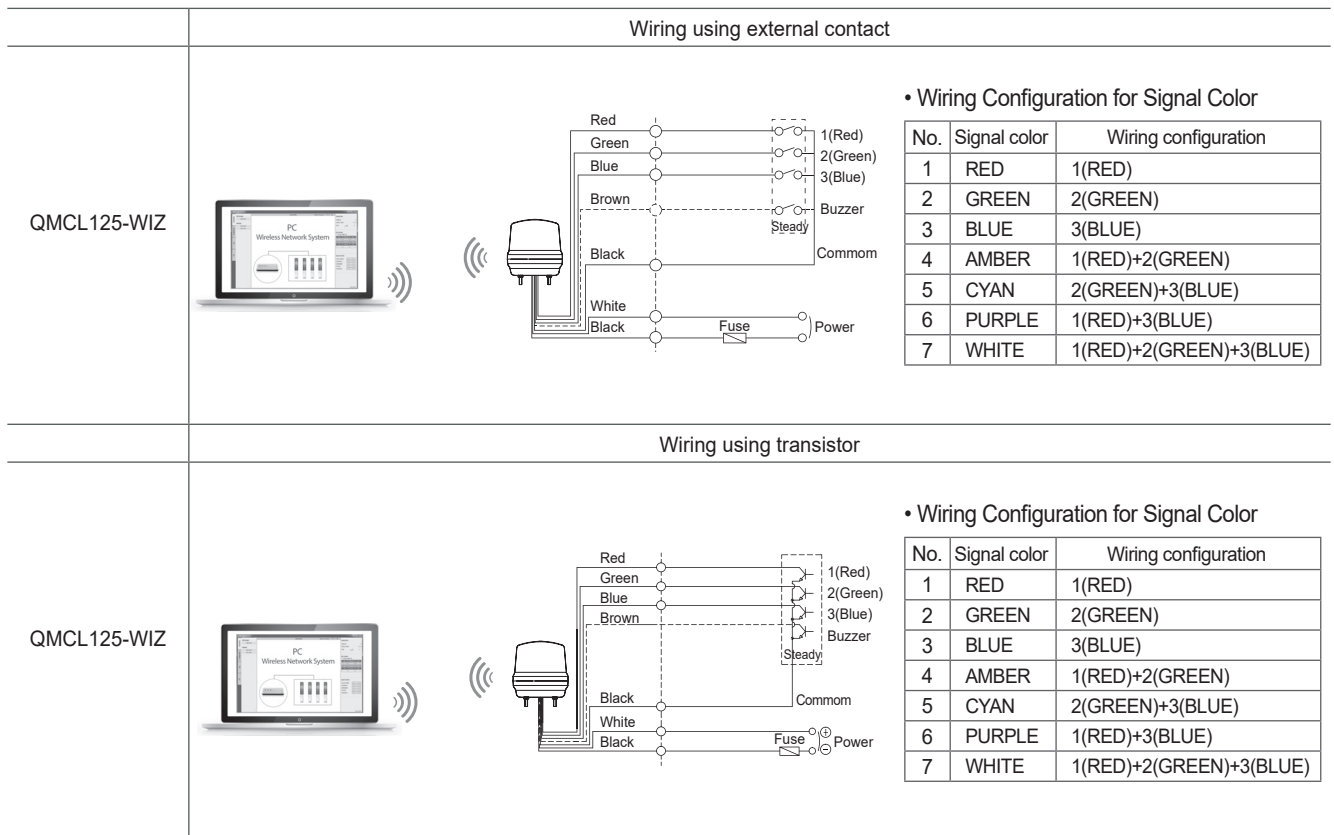 Wiring using external contact
QMCL125-WIZ
PC
Wireless Network System
Red
Green
Blue
Brown
Black
White
Black
Fuse
1(Red)
2(Green)
3(Blue)
Buzzer
Steady
Commom
Power
• Wiring Configuration for Signal Color
No. Signal color Wiring configuration
1 RED 1(RED)
2 GREEN 2(GREEN)
3 BLUE 3(BLUE)
4 AMBER 1(RED)+2(GREEN)
5 CYAN 2(GREEN)+3(BLUE)
6 PURPLE 1(RED)+3(BLUE)
7 WHITE 1(RED)+2(GREEN)+3(BLUE)
Wiring using transistor
QMCL125-WIZ
PC
Wireless Network System
Red
Green
Blue
Brown
Black
White
Black
Fuse
1(Red)
2(Green)
3(Blue)
Buzzer
Steady
Commom
+
−
Power
• Wiring Configuration for Signal Color
No. Signal color Wiring configuration
1 RED 1(RED)
2 GREEN 2(GREEN)
3 BLUE 3(BLUE)
4 AMBER 1(RED)+2(GREEN)
5 CYAN 2(GREEN)+3(BLUE)
6 PURPLE 1(RED)+3(BLUE)
7 WHITE 1(RED)+2(GREEN)+3(BLUE)